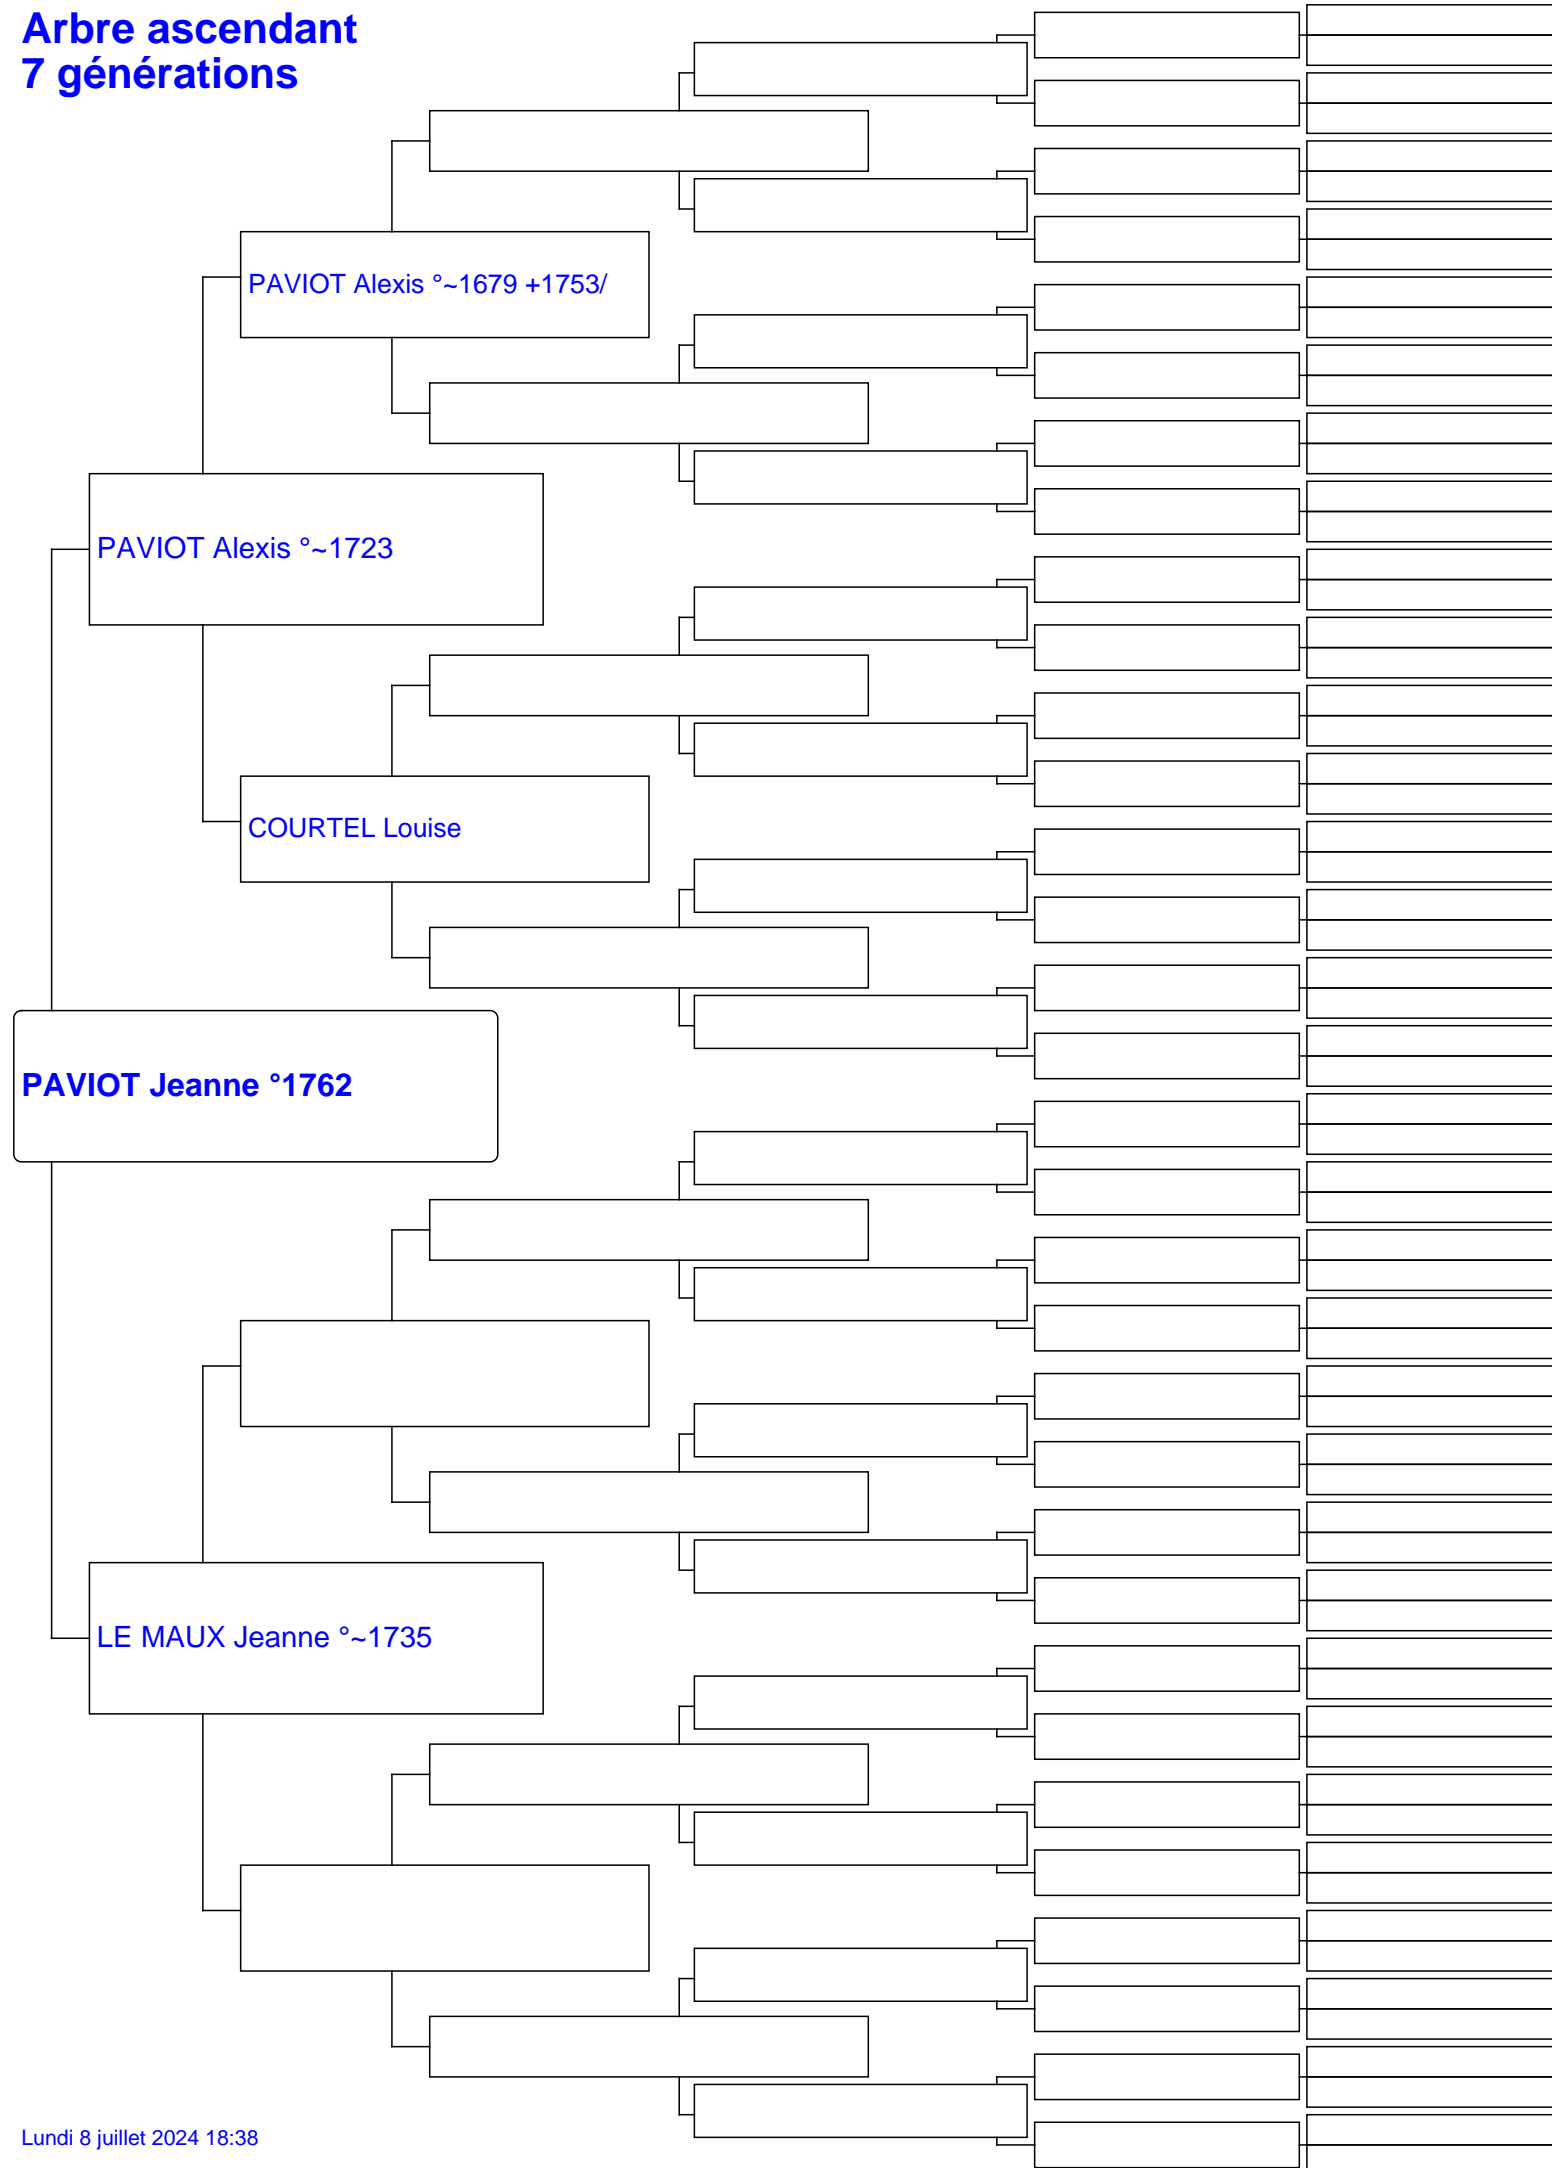 Arbre ascendant
7 générations
PAVIOT Alexis °~1679 +1753/
PAVIOT Alexis °~1723
COURTEL Louise
PAVIOT Jeanne °1762
LE MAUX Jeanne °~1735
Lundi 8 juillet 2024 18:38